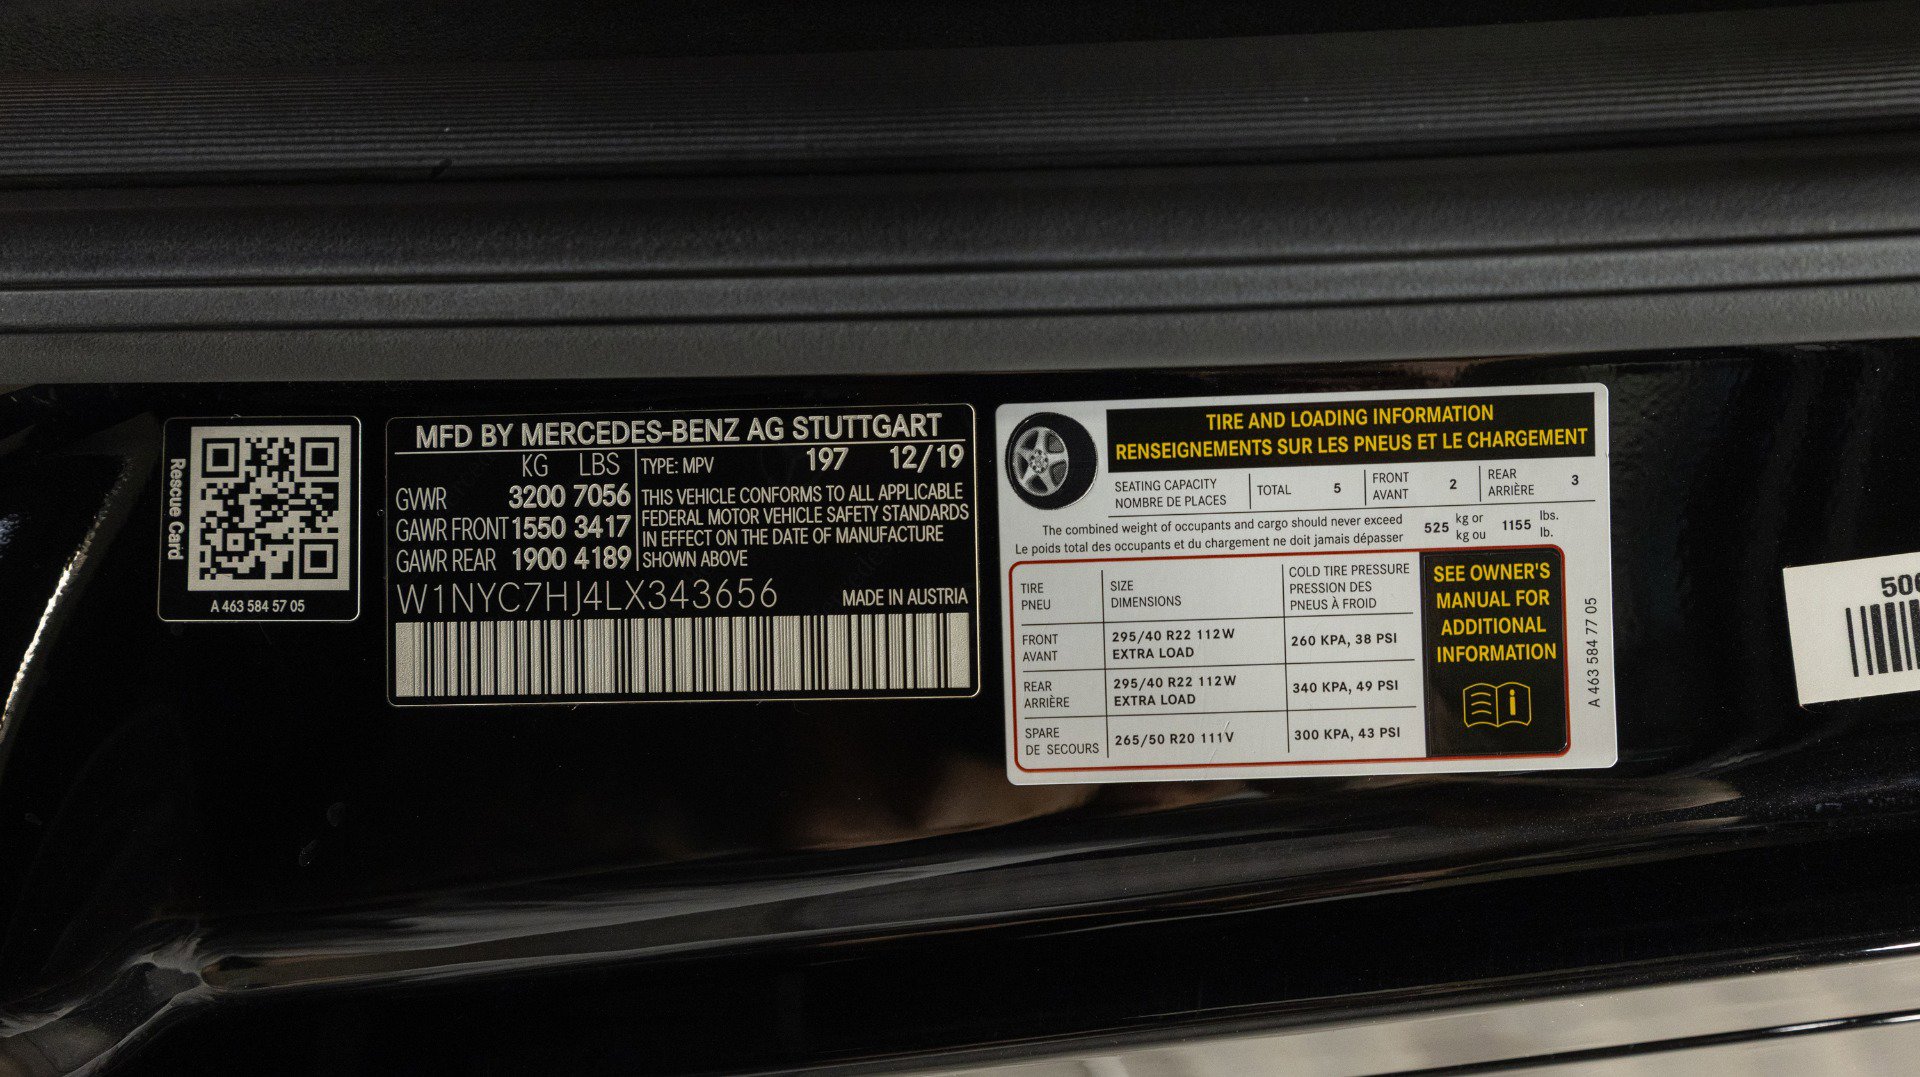 Rescue Card
A 463 584 57 05
MFD BY MERCEDES-BENZ AG STUTTGART
KG LBS
GVWR 3200 7056
GAWR FRONT 1550 3417
GAWR REAR 1900 4189
TYPE: MPV 197 12/19
THIS VEHICLE CONFORMS TO ALL APPLICABLE
FEDERAL MOTOR VEHICLE SAFETY STANDARDS
IN EFFECT ON THE DATE OF MANUFACTURE
SHOWN ABOVE
W1NYC7HJ4LX343656 MADE IN AUSTRIA
TIRE AND LOADING INFORMATION
RENSEIGNEMENTS SUR LES PNEUS ET LE CHARGEMENT
SEATING CAPACITY
NOMBRE DE PLACES
TOTAL 5
FRONT
AVANT
2
REAR
ARRIÈRE
3
The combined weight of occupants and cargo should never exceed
Le poids total des occupants et du chargement ne doit jamais dépasser
525
kg or
kg ou
1155
lbs.
lb.
TIRE
PNEU
SIZE
DIMENSIONS
COLD TIRE PRESSURE
PRESSION DES
PNEUS À FROID
FRONT
AVANT
295/40 R22 112W
EXTRA LOAD
260 KPA, 38 PSI
REAR
ARRIÈRE
295/40 R22 112W
EXTRA LOAD
340 KPA, 49 PSI
SPARE
DE SECOURS
265/50 R20 111V
300 KPA, 43 PSI
SEE OWNER'S
MANUAL FOR
ADDITIONAL
INFORMATION
A 463 584 77 05